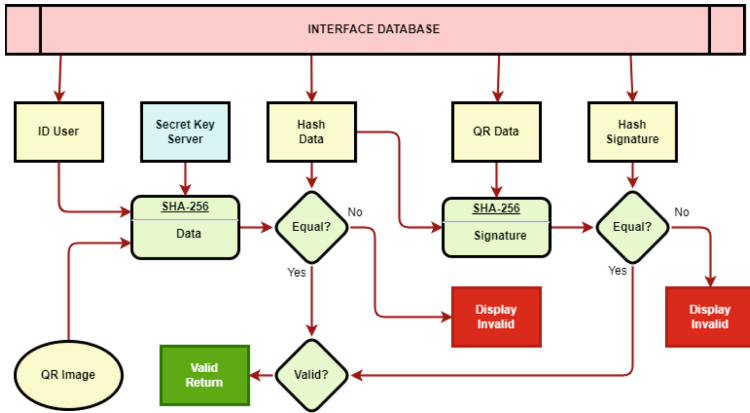 INTERFACE DATABASE
ID User
Secret Key
Server
Hash
Data
QR Data
Hash
Signature
SHA-256
Data
Equal?
No
Yes
SHA-256
Signature
Equal?
No
Yes
Display
Invalid
Display
Invalid
QR Image
Valid
Return
Valid?